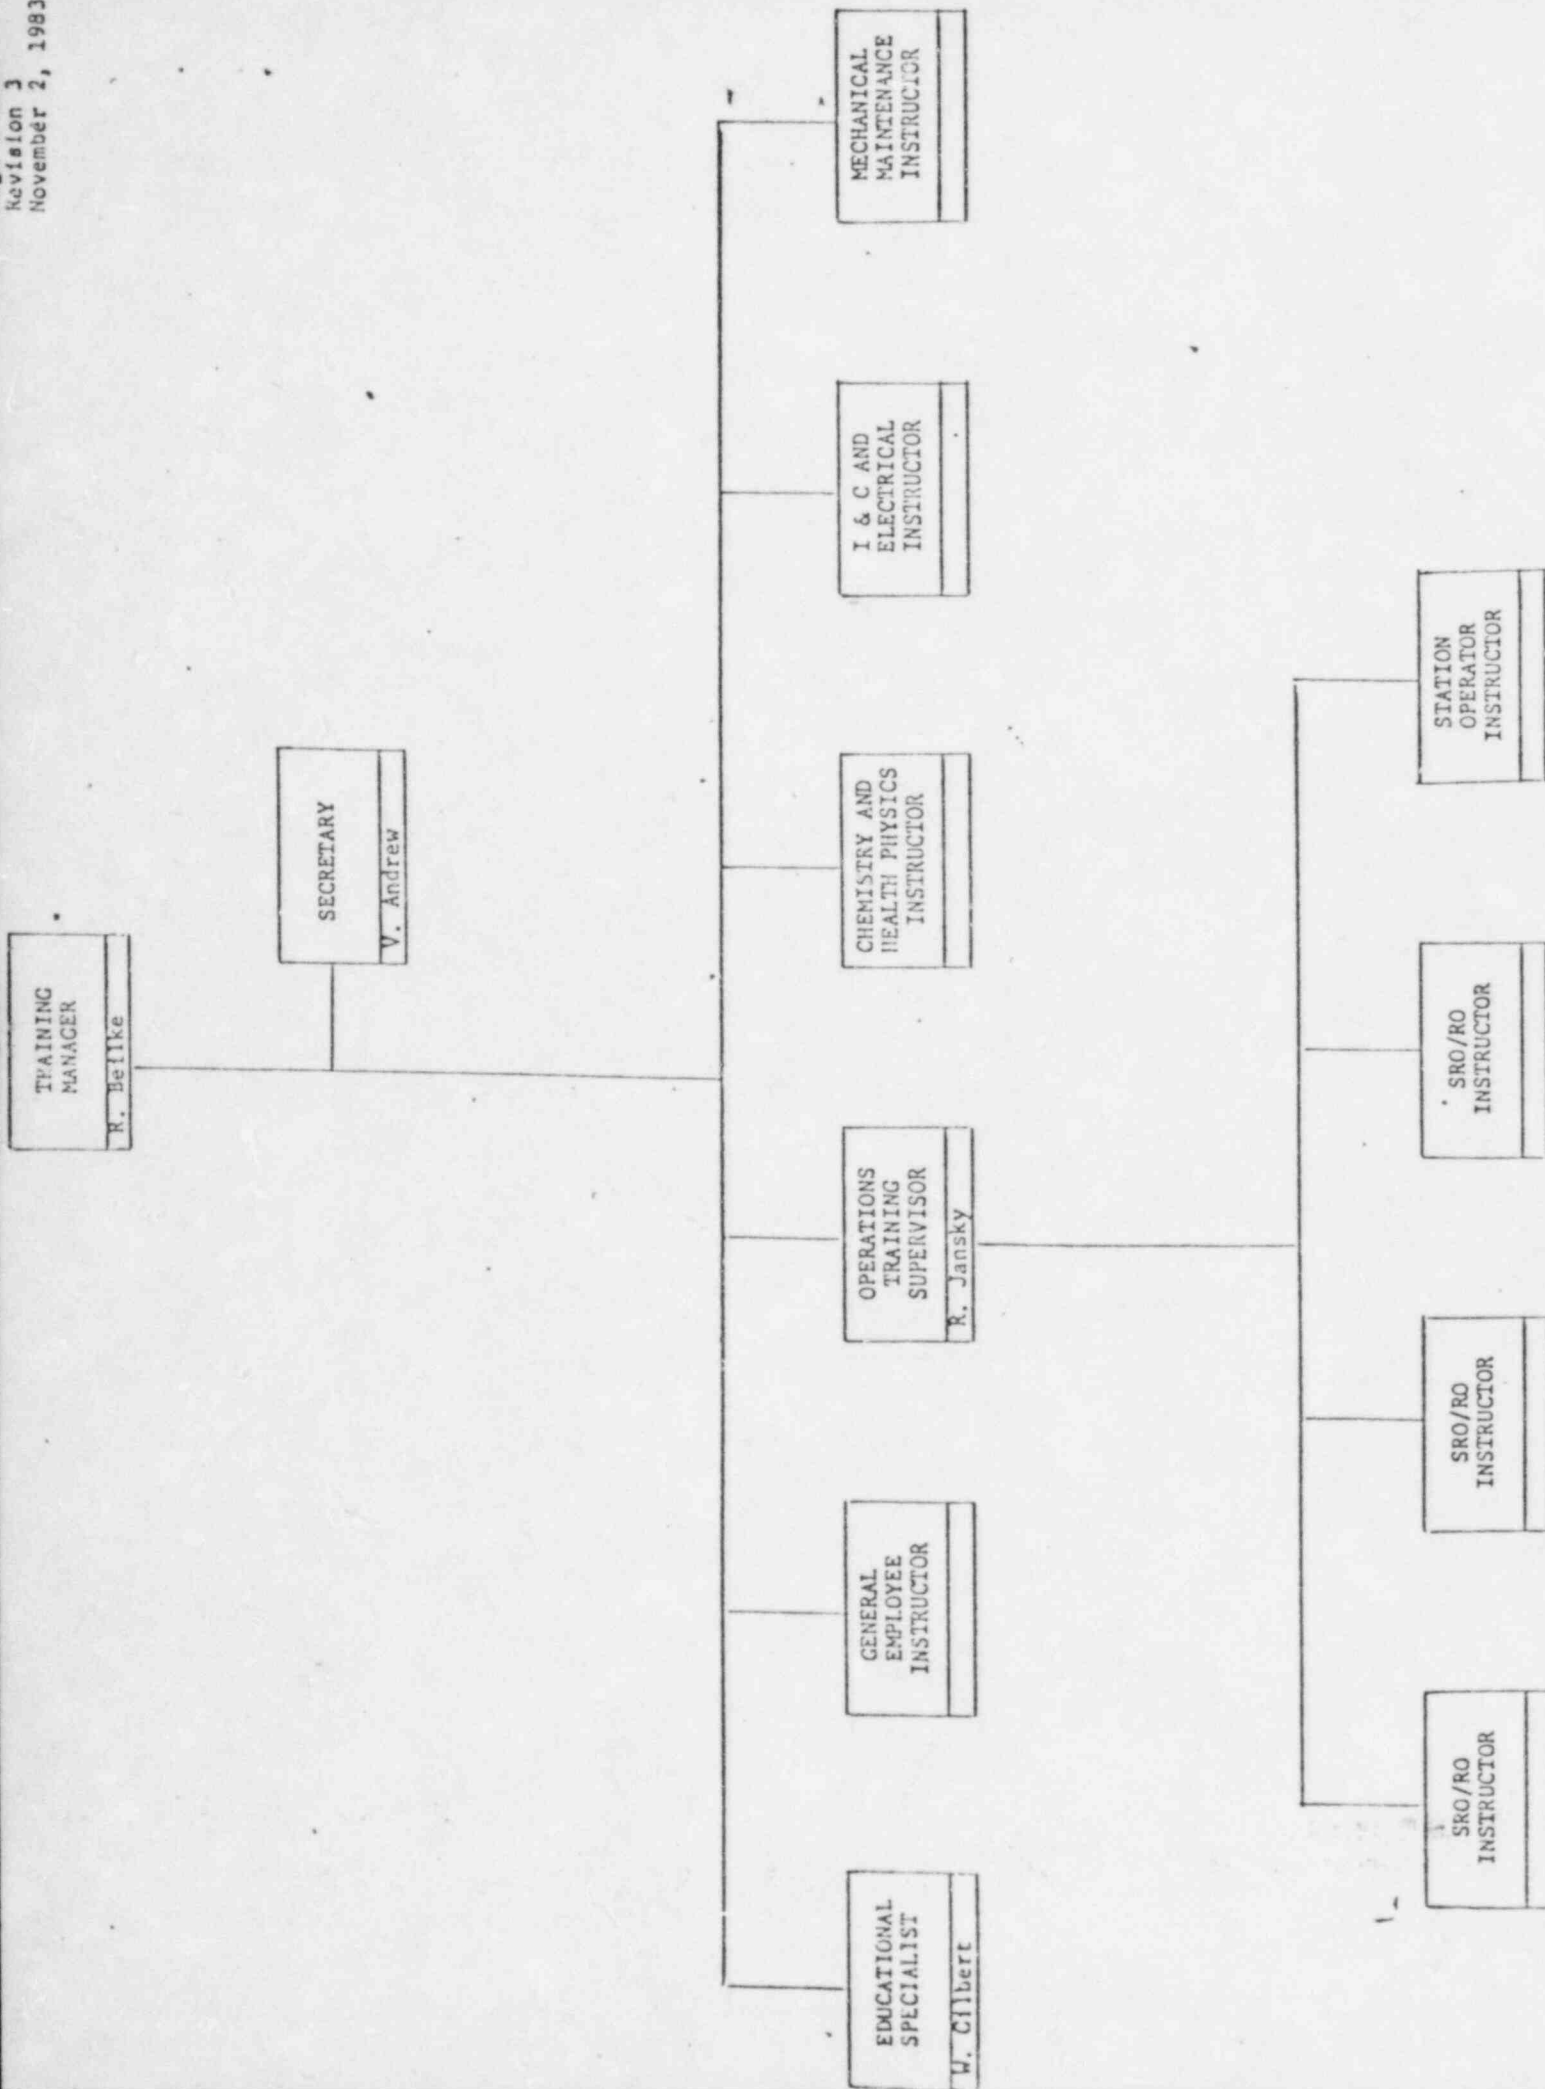 Revision 3
November 2, 1983
TRAINING
MANAGER
R. Beilke
SECRETARY
V. Andrew
EDUCATIONAL
SPECIALIST
W. Gilbert
GENERAL
EMPLOYEE
INSTRUCTOR
OPERATIONS
TRAINING
SUPERVISOR
R. Jansky
CHEMISTRY AND
HEALTH PHYSICS
INSTRUCTOR
I & C AND
ELECTRICAL
INSTRUCTOR
MECHANICAL
MAINTENANCE
INSTRUCTOR
SRO/RO
INSTRUCTOR
SRO/RO
INSTRUCTOR
SRO/RO
INSTRUCTOR
STATION
OPERATOR
INSTRUCTOR